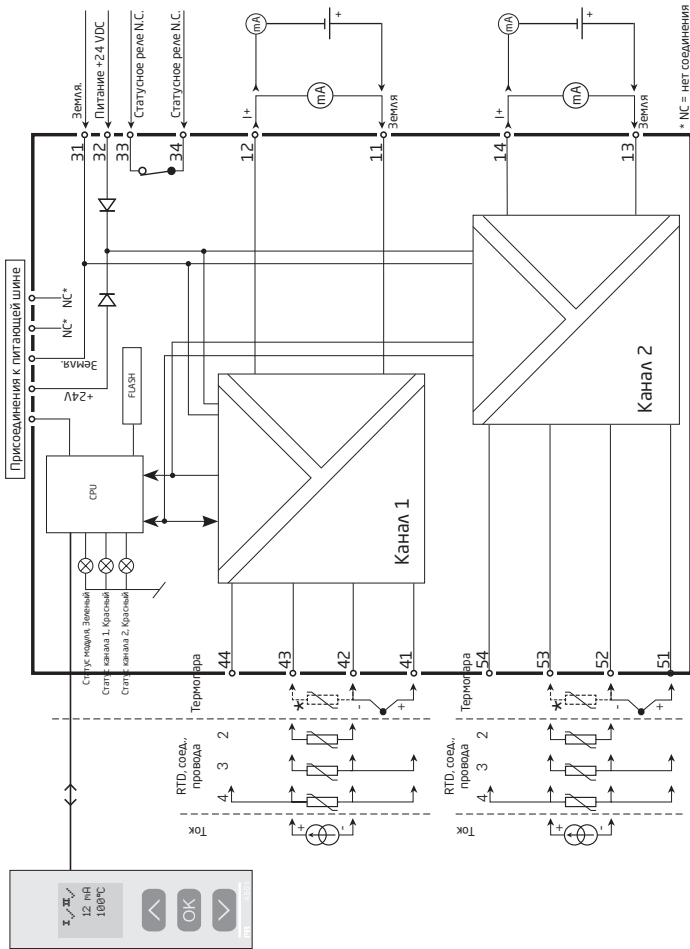 Присоединения к питающей шине
NC*
NC*
Земля.
+24V
FLASH
CPU
31 Земля.
32 Питание +24 VDC
33 Статусное реле N.C.
34 Статусное реле N.C.
12 I+
mA
mA
+
11 Земля
14 I+
mA
mA
+
13 Земля
* NC = нет соединения
Канал 1
Канал 2
Статус модуля, Зеленый
Статус канала 1, Красный
Статус канала 2, Красный
44
43
42
41
54
53
52
51
Термопара
*
-
+
RTD, соед.,
провода
2
3
4
Ток
+
-
Термопара
*
-
+
RTD, соед.,
провода
2
3
4
Ток
+
-
I II
12 mA
100°C
OK
PR